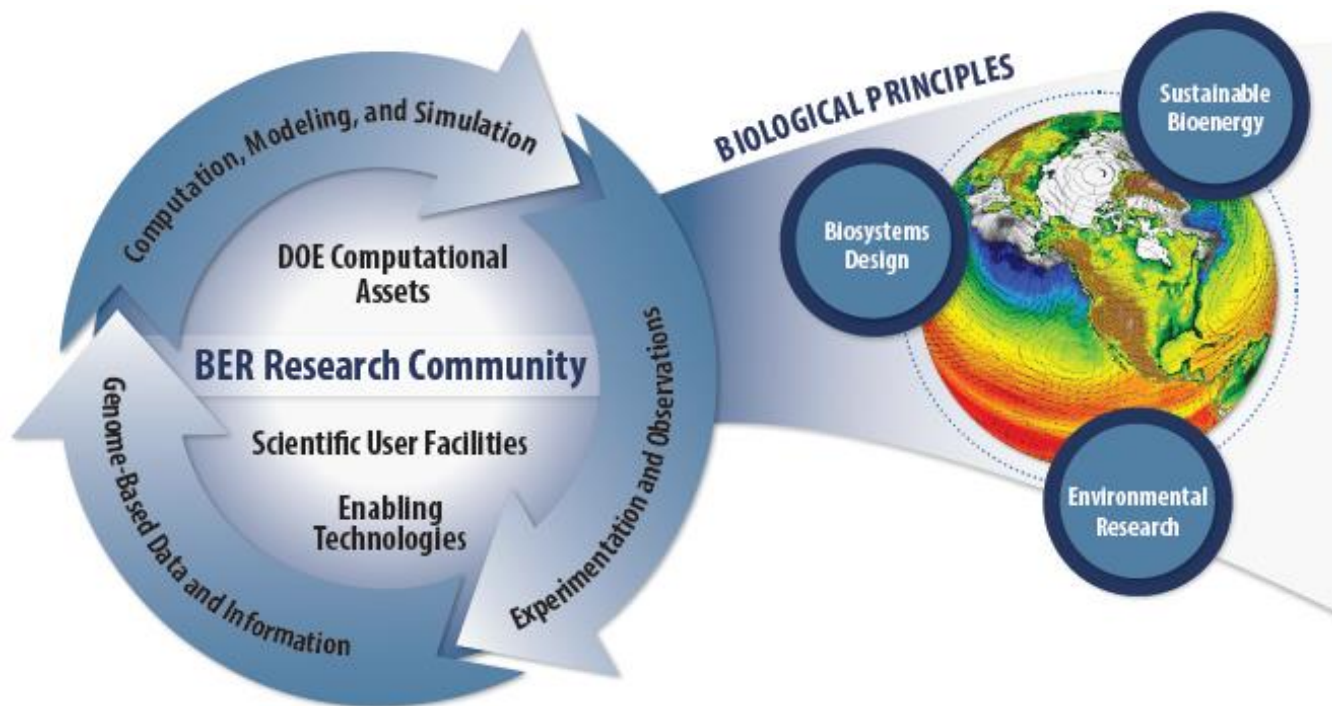 Computation, Modeling, and Simulation
DOE Computational
Assets
BER Research Community
Scientific User Facilities
Enabling
Technologies
Experimentation and Observations
Genome-Based Data and Information
BIOLOGICAL PRINCIPLES
Sustainable
Bioenergy
Biosystems
Design
Environmental
Research